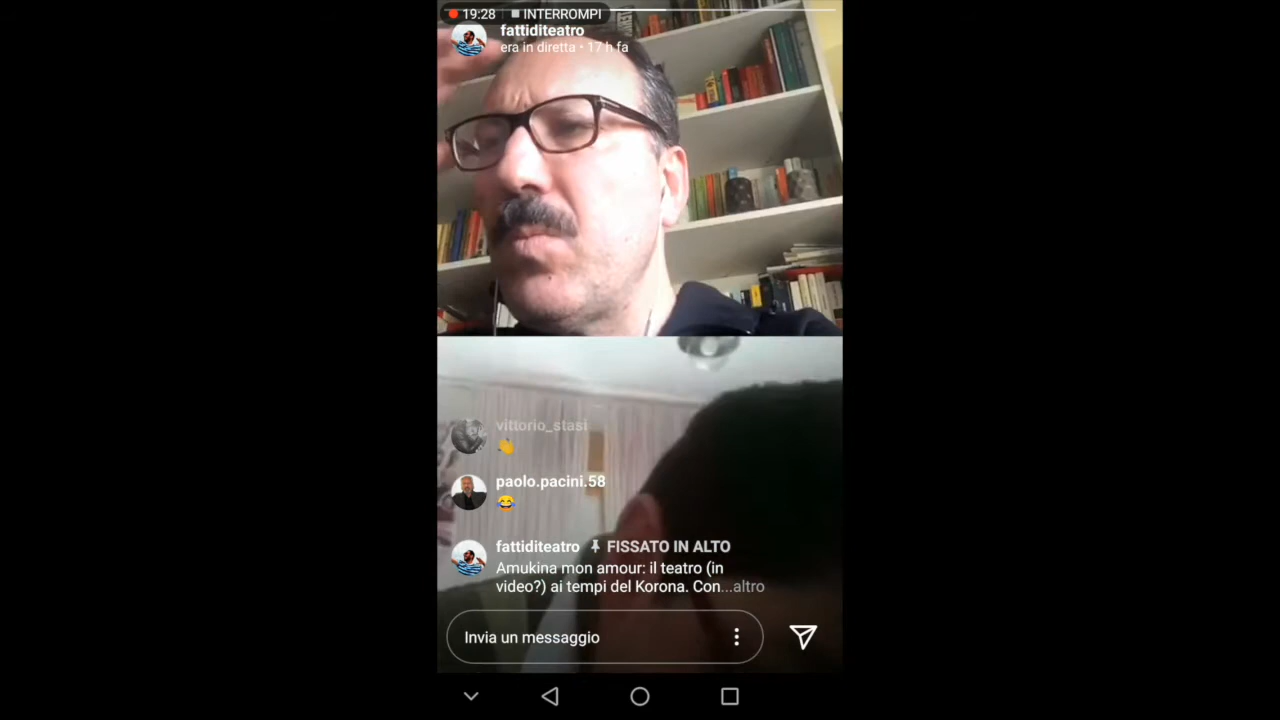 19:28 INTERROMPI
fattiditeatro
era in diretta • 17 h fa
vittorio_stasi
👏
paolo.pacini.58
😂
fattiditeatro FISSATO IN ALTO
Amukina mon amour: il teatro (in
video?) ai tempi del Korona. Con...altro
Invia un messaggio